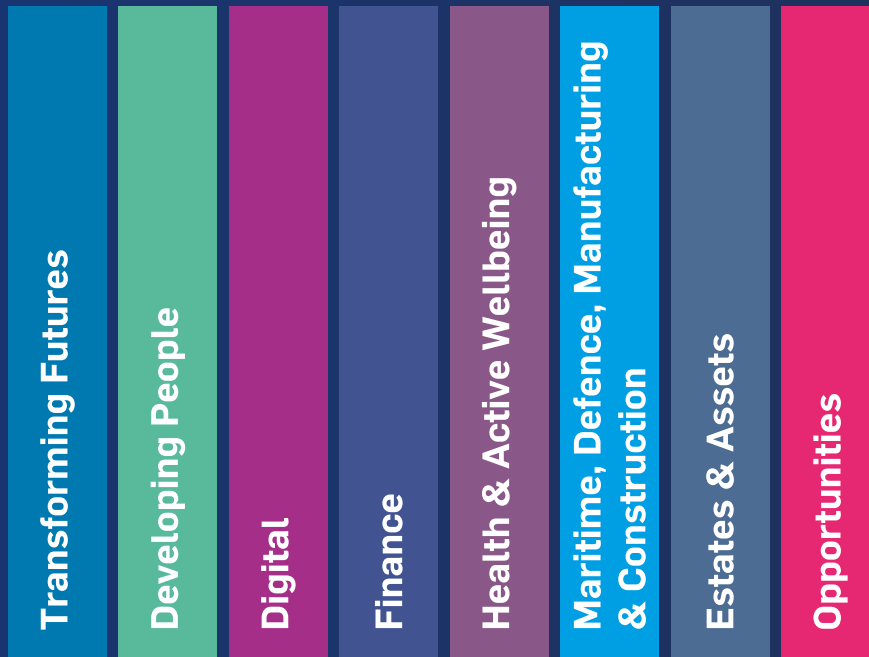 Transforming Futures
Developing People
Digital
Finance
Health & Active Wellbeing
Maritime, Defence, Manufacturing
& Construction
Estates & Assets
Opportunities